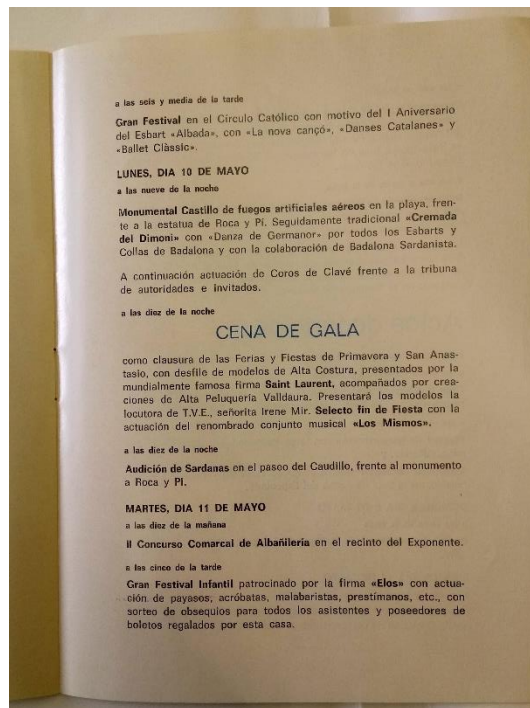 a las seis y media de la tarde
Gran Festival en el Círculo Católico con motivo del I Aniversario
del Esbart «Albada», con «La nova cançó», «Danses Catalanes» y
«Ballet Clàssic».
LUNES, DIA 10 DE MAYO
a las nueve de la noche
Monumental Castillo de fuegos artificiales aéreos en la playa, fren-
te a la estatua de Roca y Pí. Seguidamente tradicional «Cremada
del Dimoni» con «Danza de Germanor» por todos los Esbarts y
Collas de Badalona y con la colaboración de Badalona Sardanista.
A continuación actuación de Coros de Clavé frente a la tribuna
de autoridades e invitados.
a las diez de la noche
CENA DE GALA
como clausura de las Ferias y Fiestas de Primavera y San Anas-
tasio, con desfile de modelos de Alta Costura, presentados por la
mundialmente famosa firma Saint Laurent, acompañados por crea-
ciones de Alta Peluquería Valldaura. Presentará los modelos la
locutora de T.V.E., señorita Irene Mir. Selecto fin de Fiesta con la
actuación del renombrado conjunto musical «Los Mismos».
a las diez de la noche
Audición de Sardanas en el paseo del Caudillo, frente al monumento
a Roca y Pí.
MARTES, DIA 11 DE MAYO
a las diez de la mañana
II Concurso Comarcal de Albañilería en el recinto del Exponente.
a las cinco de la tarde
Gran Festival Infantil patrocinado por la firma «Elos» con actua-
ción de payasos, acróbatas, malabaristas, prestímanos, etc., con
sorteo de obsequios para todos los asistentes y poseedores de
boletos regalados por esta casa.